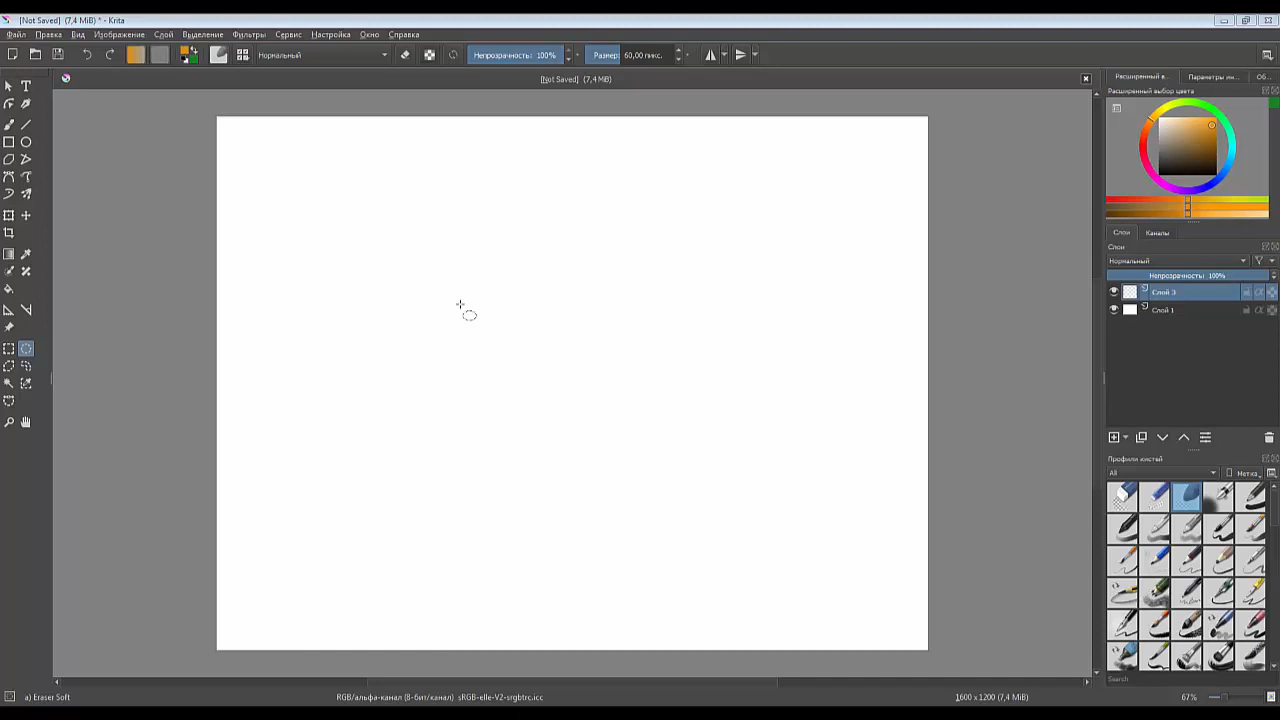 [Not Saved] (7,4 MiB) * - Krita
Файл Правка Вид Изображение Слой Выделение Фильтры Сервис Настройка Окно Справка
Нормальный Непрозрачность: 100% Размер: 60,00 пикс.
[Not Saved] (7,4 MiB)
Расширенный в... Параметры ин... Об...
Расширенный выбор цвета
Слои Каналы
Слои
Нормальный
Непрозрачность: 100%
Слой 3
Слой 1
Профили кистей
All Метка
Search
a) Eraser Soft RGB/альфа-канал (8-бит/канал) sRGB-elle-V2-srgbtrc.icc 1600 x 1200 (7,4 MiB) 67%